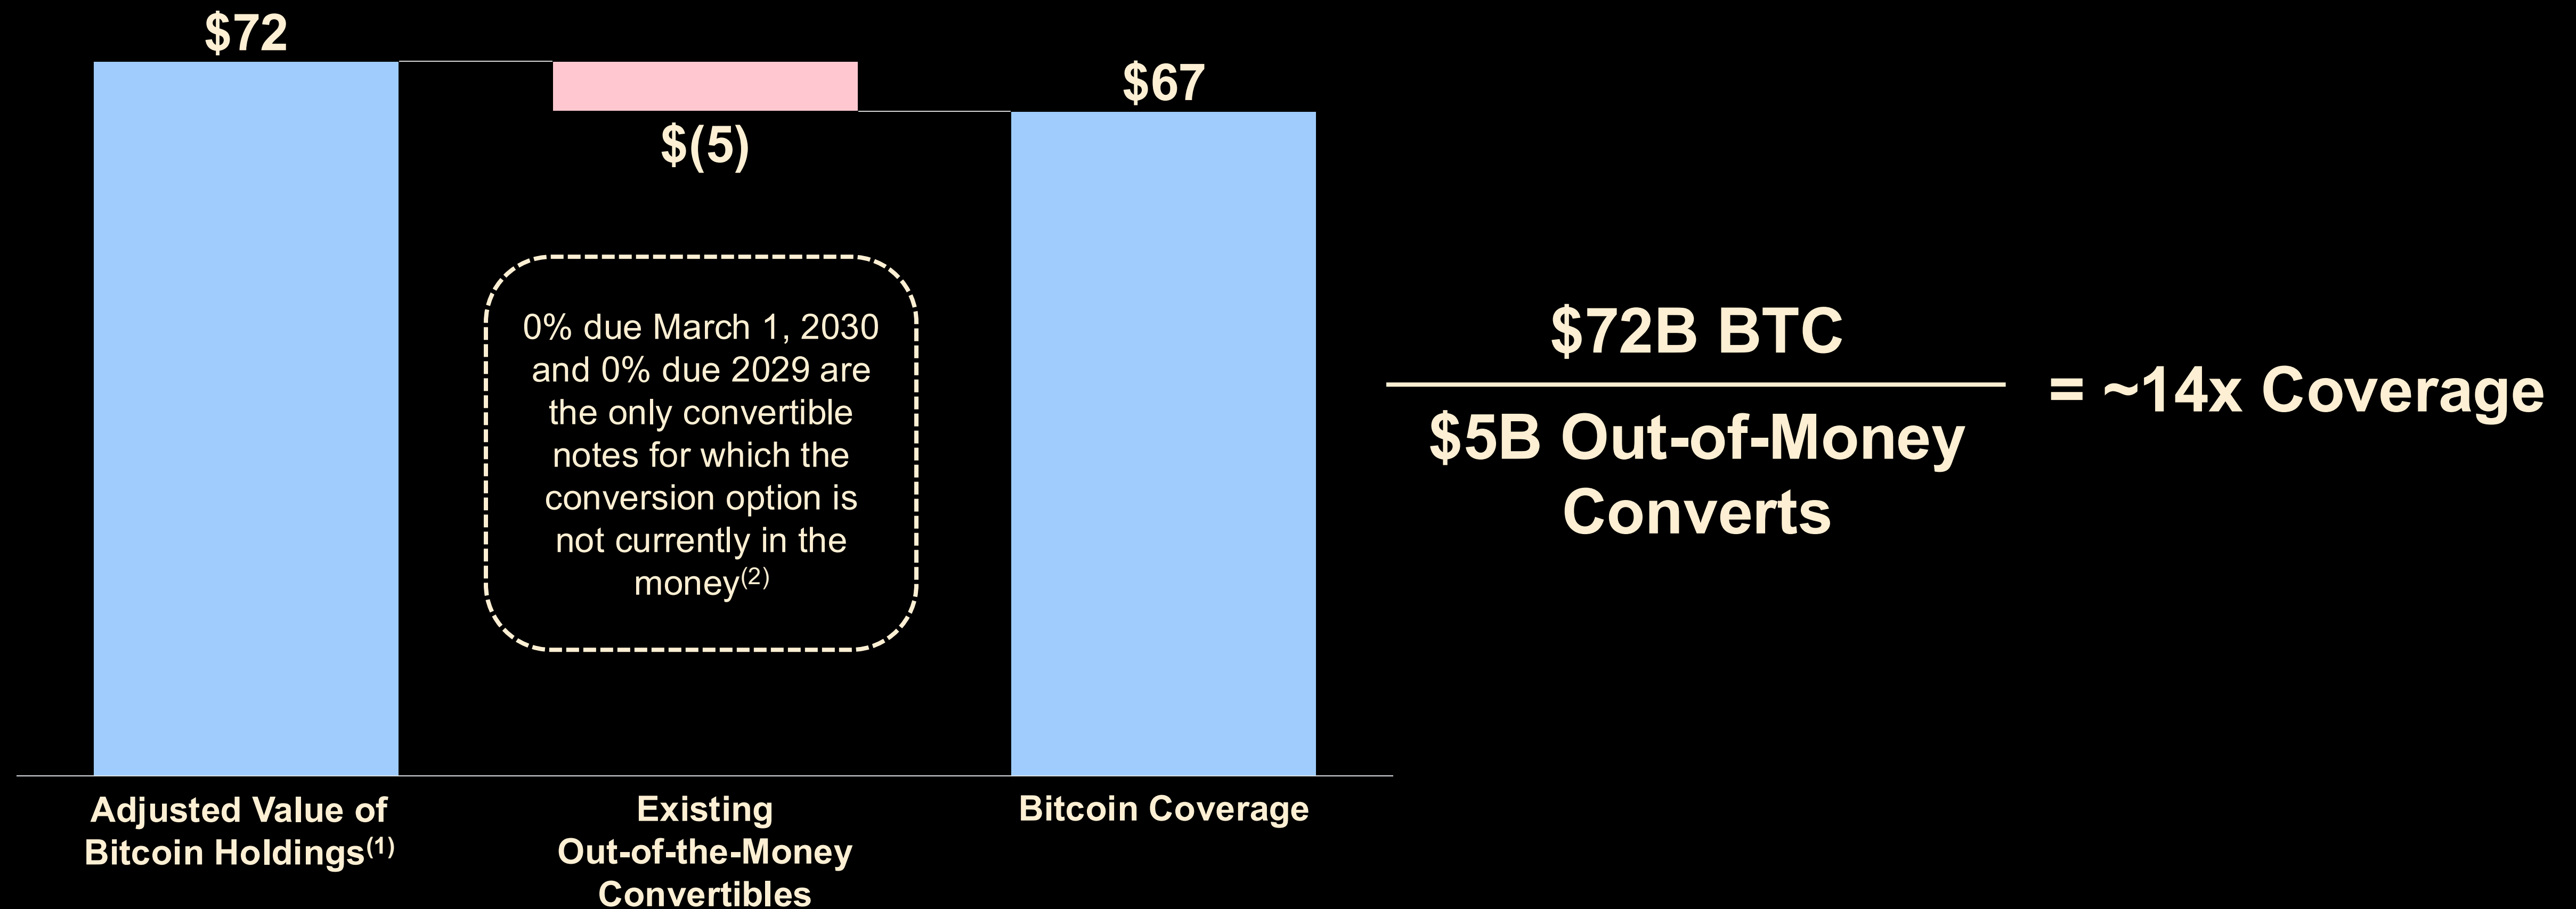 $72
$(5)
$67
0% due March 1, 2030
and 0% due 2029 are
the only convertible
notes for which the
conversion option is
not currently in the
money(2)
$72B BTC
$5B Out-of-Money
Converts
= ~14x Coverage
Adjusted Value of
Bitcoin Holdings(1)
Existing
Out-of-the-Money
Convertibles
Bitcoin Coverage